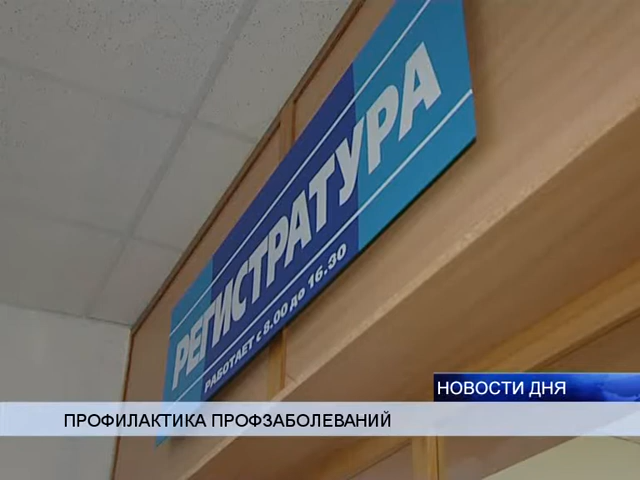 РЕГИСТРАТУРА
РАБОТАЕТ с 8.00 до 16.30
НОВОСТИ ДНЯ
ПРОФИЛАКТИКА ПРОФЗАБОЛЕВАНИЙ